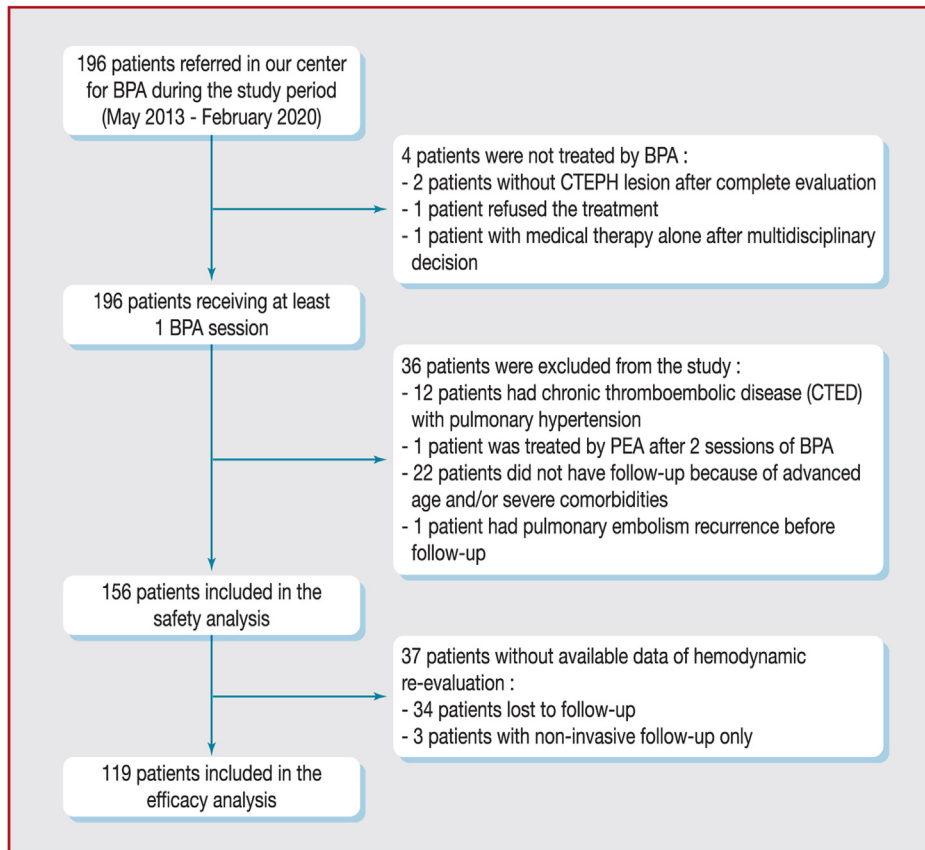 196 patients referred in our center
for BPA during the study period
(May 2013 - February 2020)
4 patients were not treated by BPA :
- 2 patients without CTEPH lesion after complete evaluation
- 1 patient refused the treatment
- 1 patient with medical therapy alone after multidisciplinary
decision
196 patients receiving at least
1 BPA session
36 patients were excluded from the study :
- 12 patients had chronic thromboembolic disease (CTED)
with pulmonary hypertension
- 1 patient was treated by PEA after 2 sessions of BPA
- 22 patients did not have follow-up because of advanced
age and/or severe comorbidities
- 1 patient had pulmonary embolism recurrence before
follow-up
156 patients included in the
safety analysis
37 patients without available data of hemodynamic
re-evaluation :
- 34 patients lost to follow-up
- 3 patients with non-invasive follow-up only
119 patients included in the
efficacy analysis